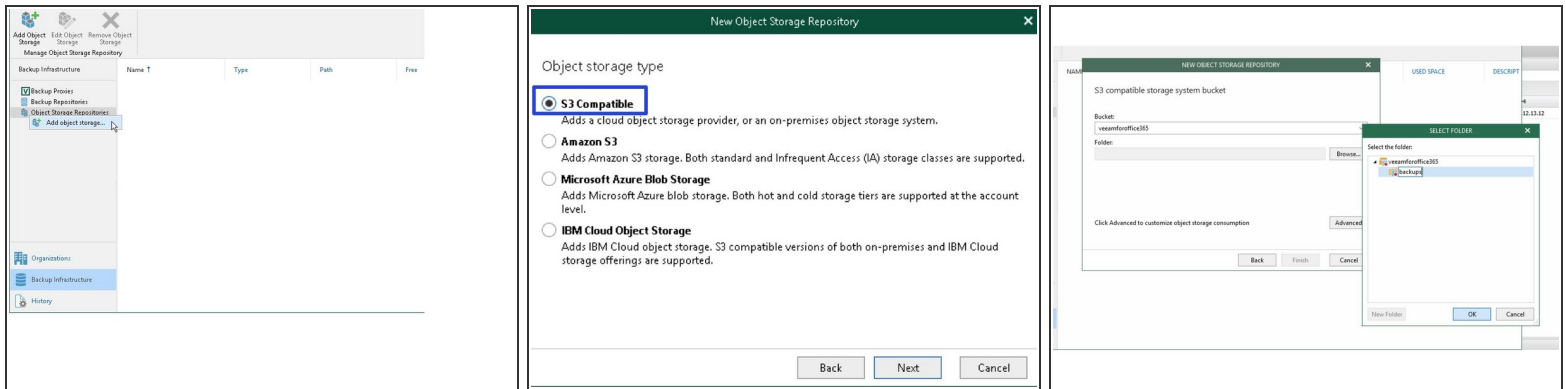 Add Object Edit Object Remove Object
Storage Storage Storage
Manage Object Storage Repository
Backup Infrastructure
Name ↑ Type Path Free
Backup Proxies
Backup Repositories
Object Storage Repositories
Add object storage...
Organizations
Backup Infrastructure
History
New Object Storage Repository
Object storage type
S3 Compatible
Adds a cloud object storage provider, or an on-premises object storage system.
Amazon S3
Adds Amazon S3 storage. Both standard and Infrequent Access (IA) storage classes are supported.
Microsoft Azure Blob Storage
Adds Microsoft Azure blob storage. Both hot and cold storage tiers are supported at the account
level.
IBM Cloud Object Storage
Adds IBM Cloud object storage. S3 compatible versions of both on-premises and IBM Cloud
storage offerings are supported.
Back Next Cancel
NAM
USED SPACE DESCRIPT
12.13.12
NEW OBJECT STORAGE REPOSITORY
S3 compatible storage system bucket
Bucket:
veeamforoffice365
Folder:
Browse...
Click Advanced to customize object storage consumption
Advanced
Back Finish Cancel
SELECT FOLDER
Select the folder:
veeamforoffice365
backups
New Folder OK Cancel